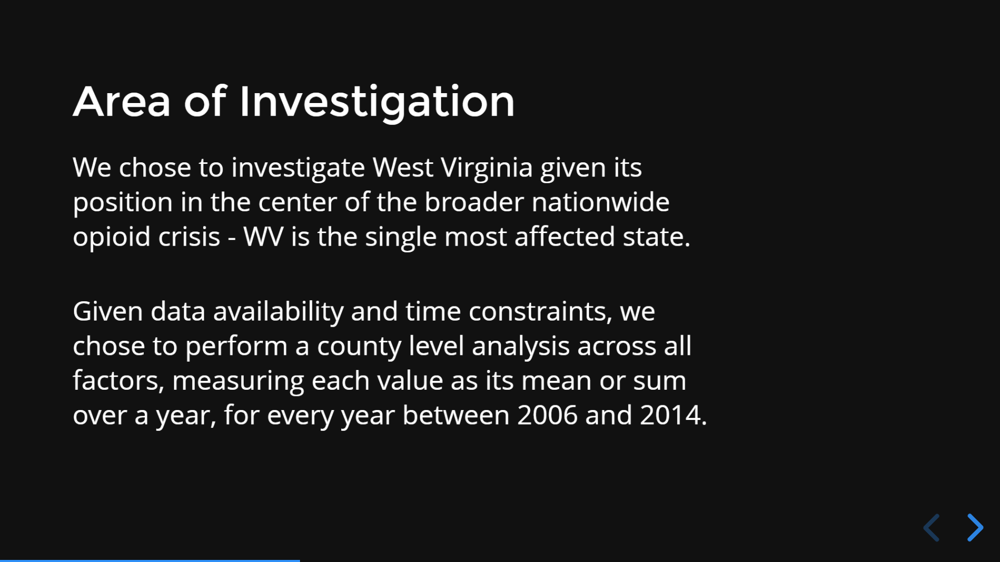 Area of Investigation
We chose to investigate West Virginia given its
position in the center of the broader nationwide
opioid crisis - WV is the single most affected state.
Given data availability and time constraints, we
chose to perform a county level analysis across all
factors, measuring each value as its mean or sum
over a year, for every year between 2006 and 2014.